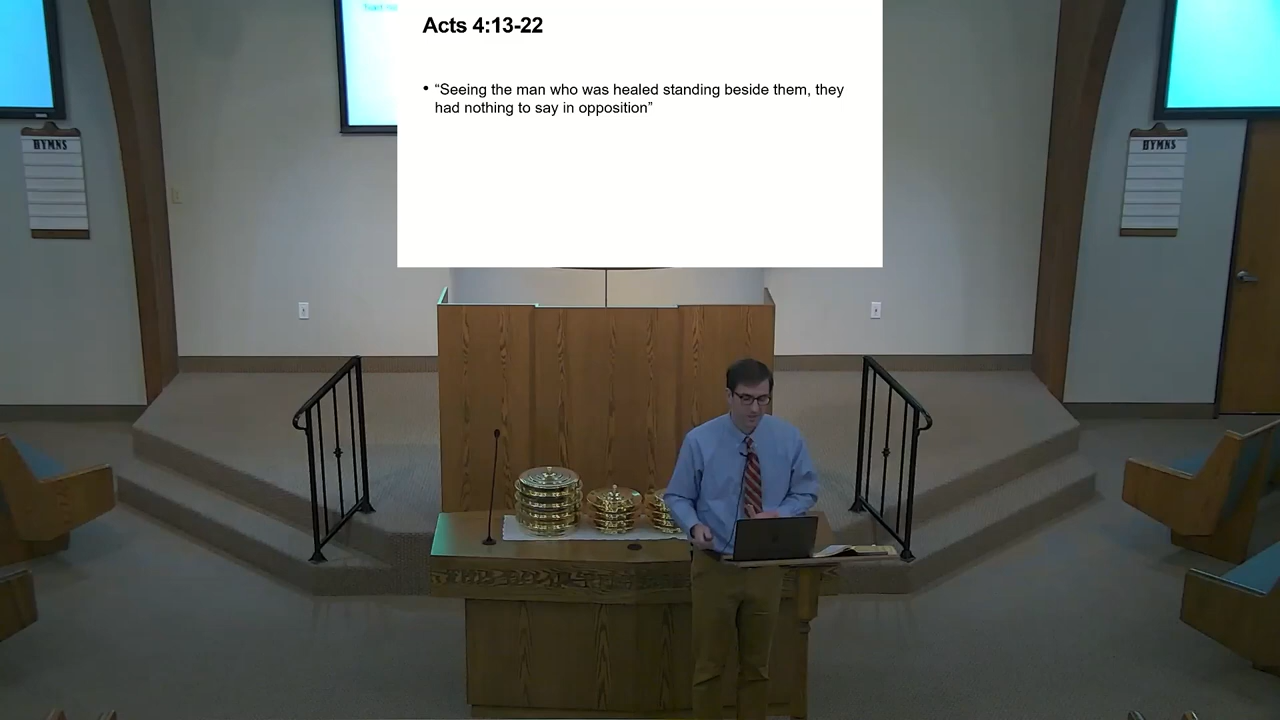 Acts 4:13-22
• “Seeing the man who was healed standing beside them, they
had nothing to say in opposition”
HYMNS
HYMNS